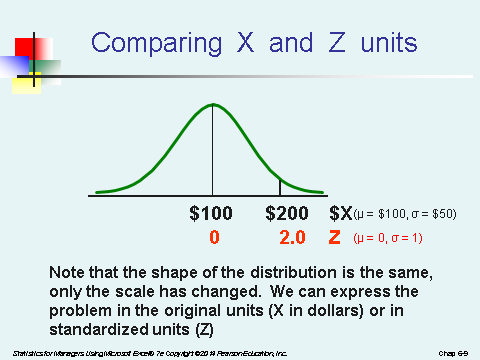 Comparing X and Z units
$100 $200 $X (μ = $100, σ = $50)
0 2.0 Z (μ = 0, σ = 1)
Note that the shape of the distribution is the same,
only the scale has changed. We can express the
problem in the original units (X in dollars) or in
standardized units (Z)
Statistics for Managers Using Microsoft Excel® 7e Copyright ©2014 Pearson Education, Inc. Chap 6-9